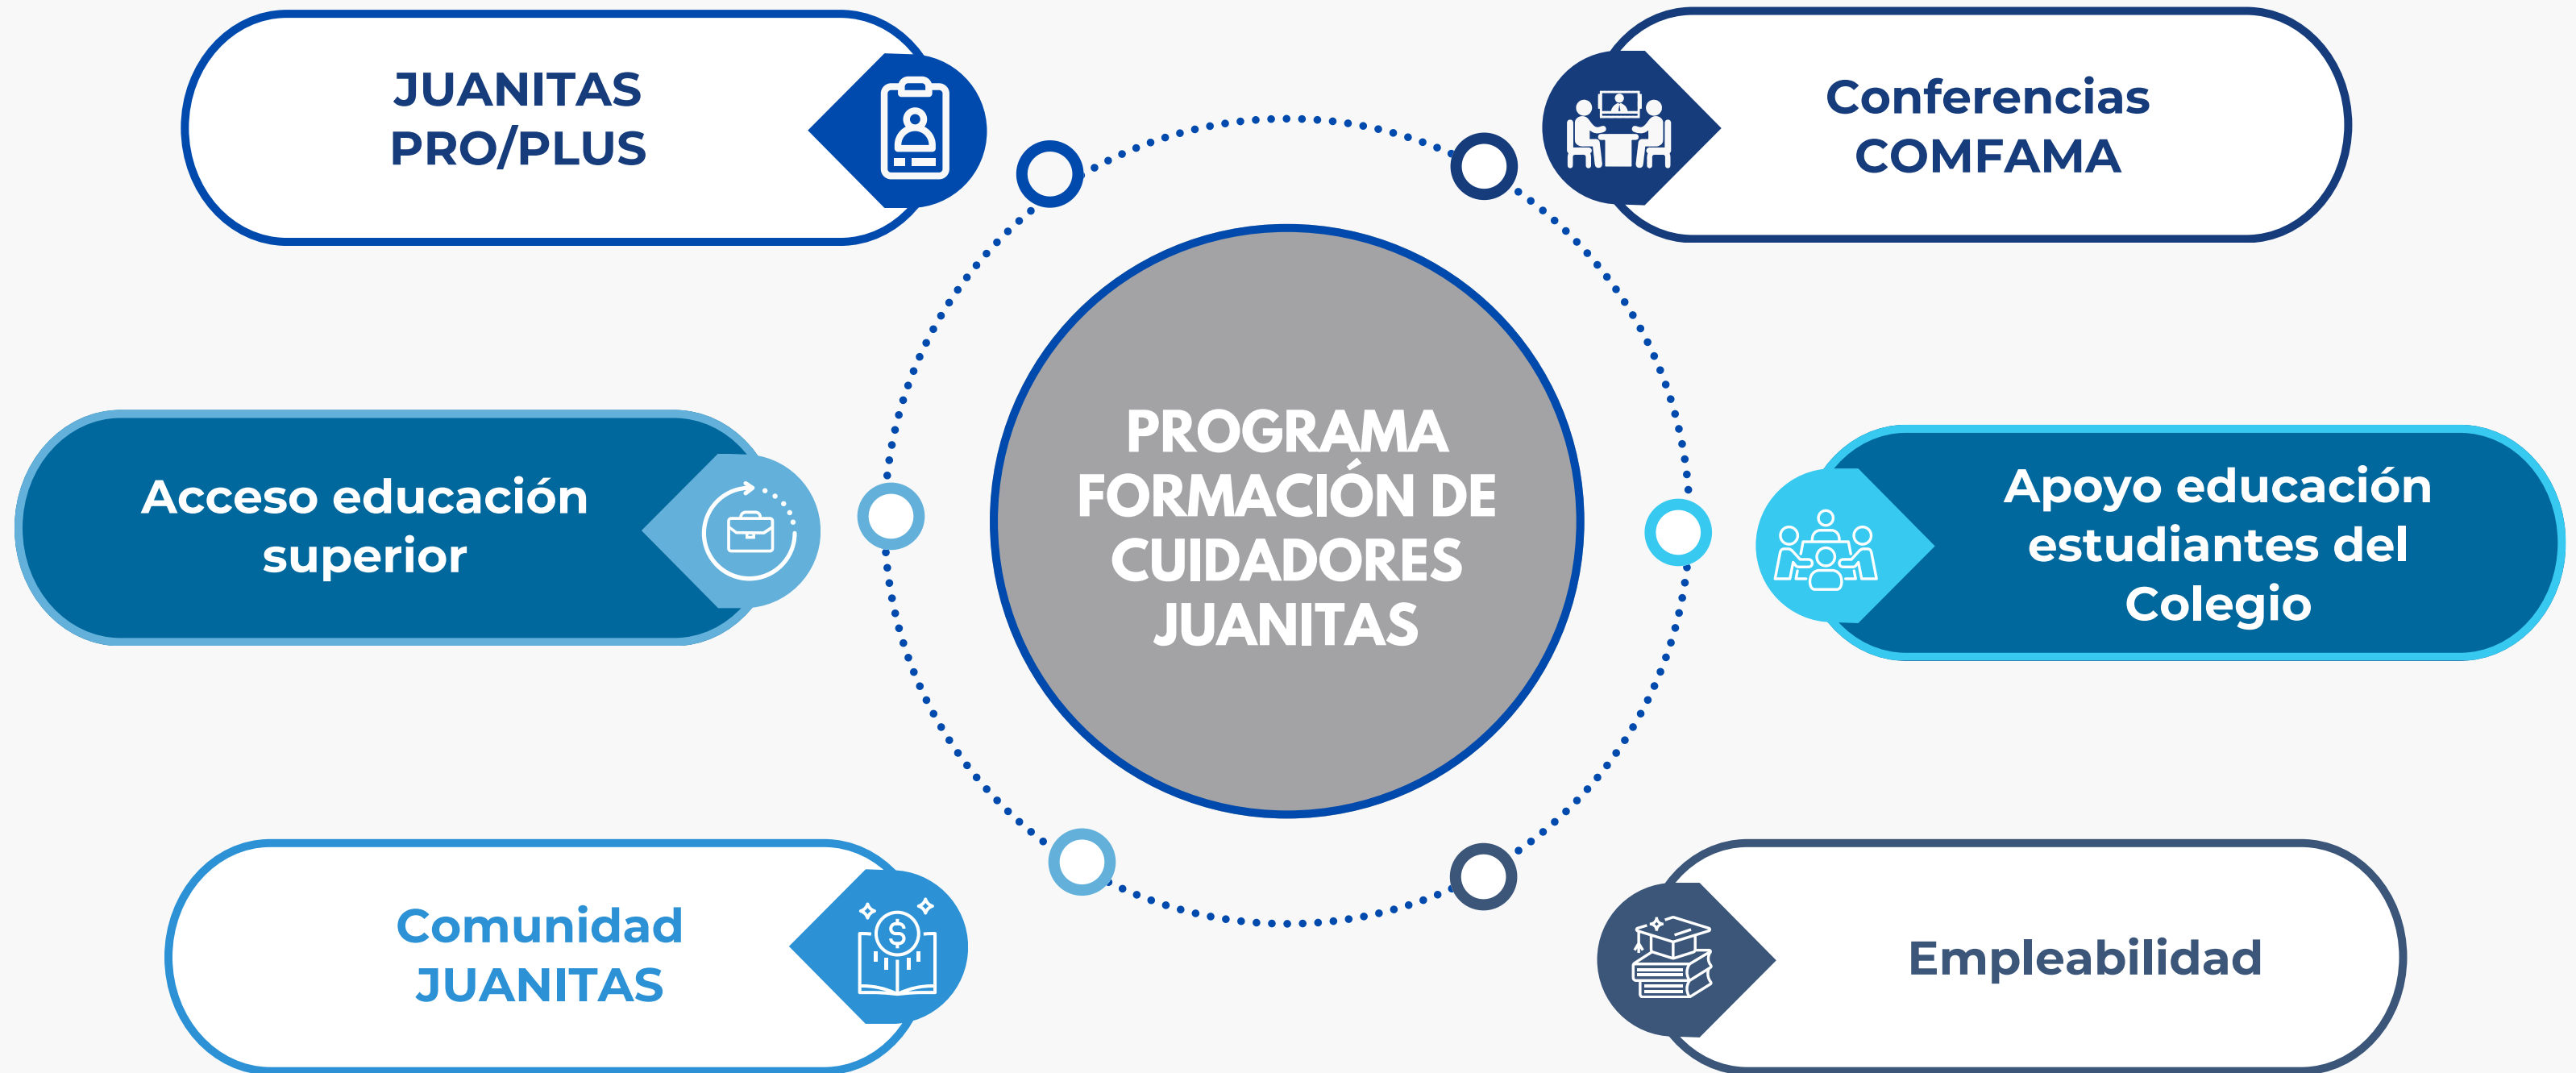 JUANITAS
PRO/PLUS
Conferencias
COMFAMA
PROGRAMA
FORMACIÓN DE
CUIDADORES
JUANITAS
Acceso educación
superior
Apoyo educación
estudiantes del
Colegio
Comunidad
JUANITAS
$
Empleabilidad